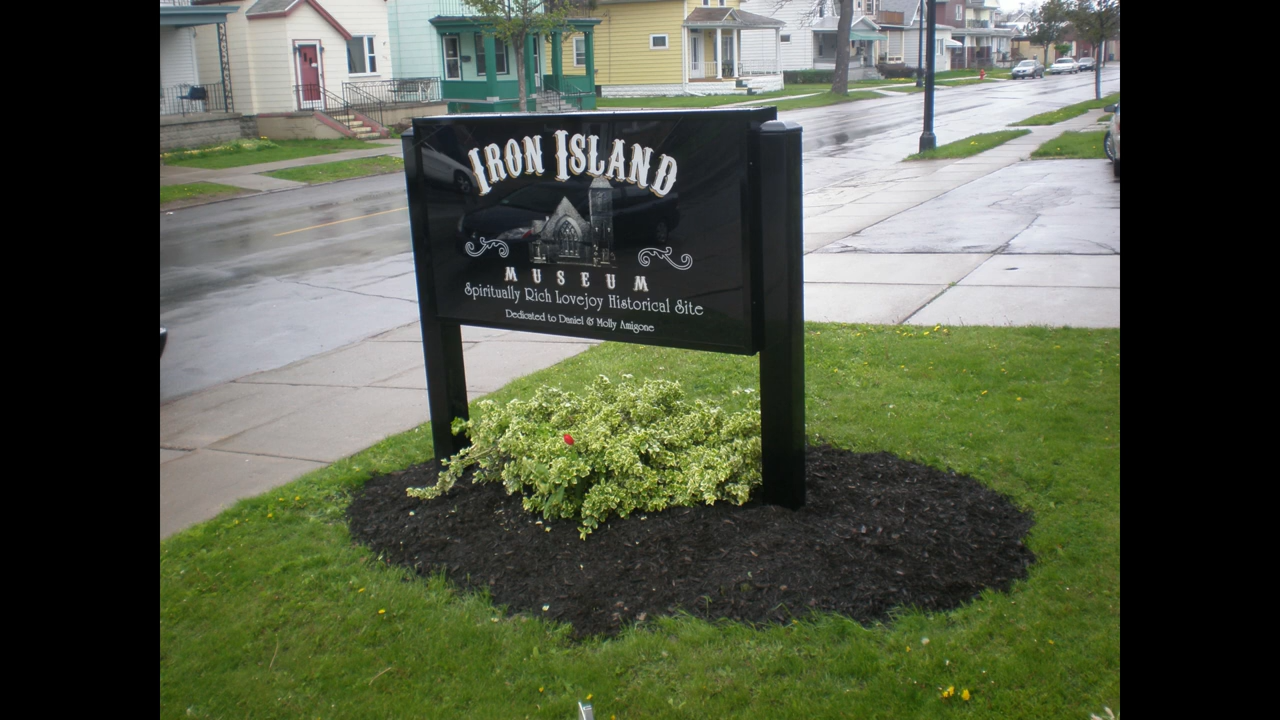 Iron Island
Museum
Spiritually Rich Lovejoy Historical Site
Dedicated to Daniel & Molly Amigone